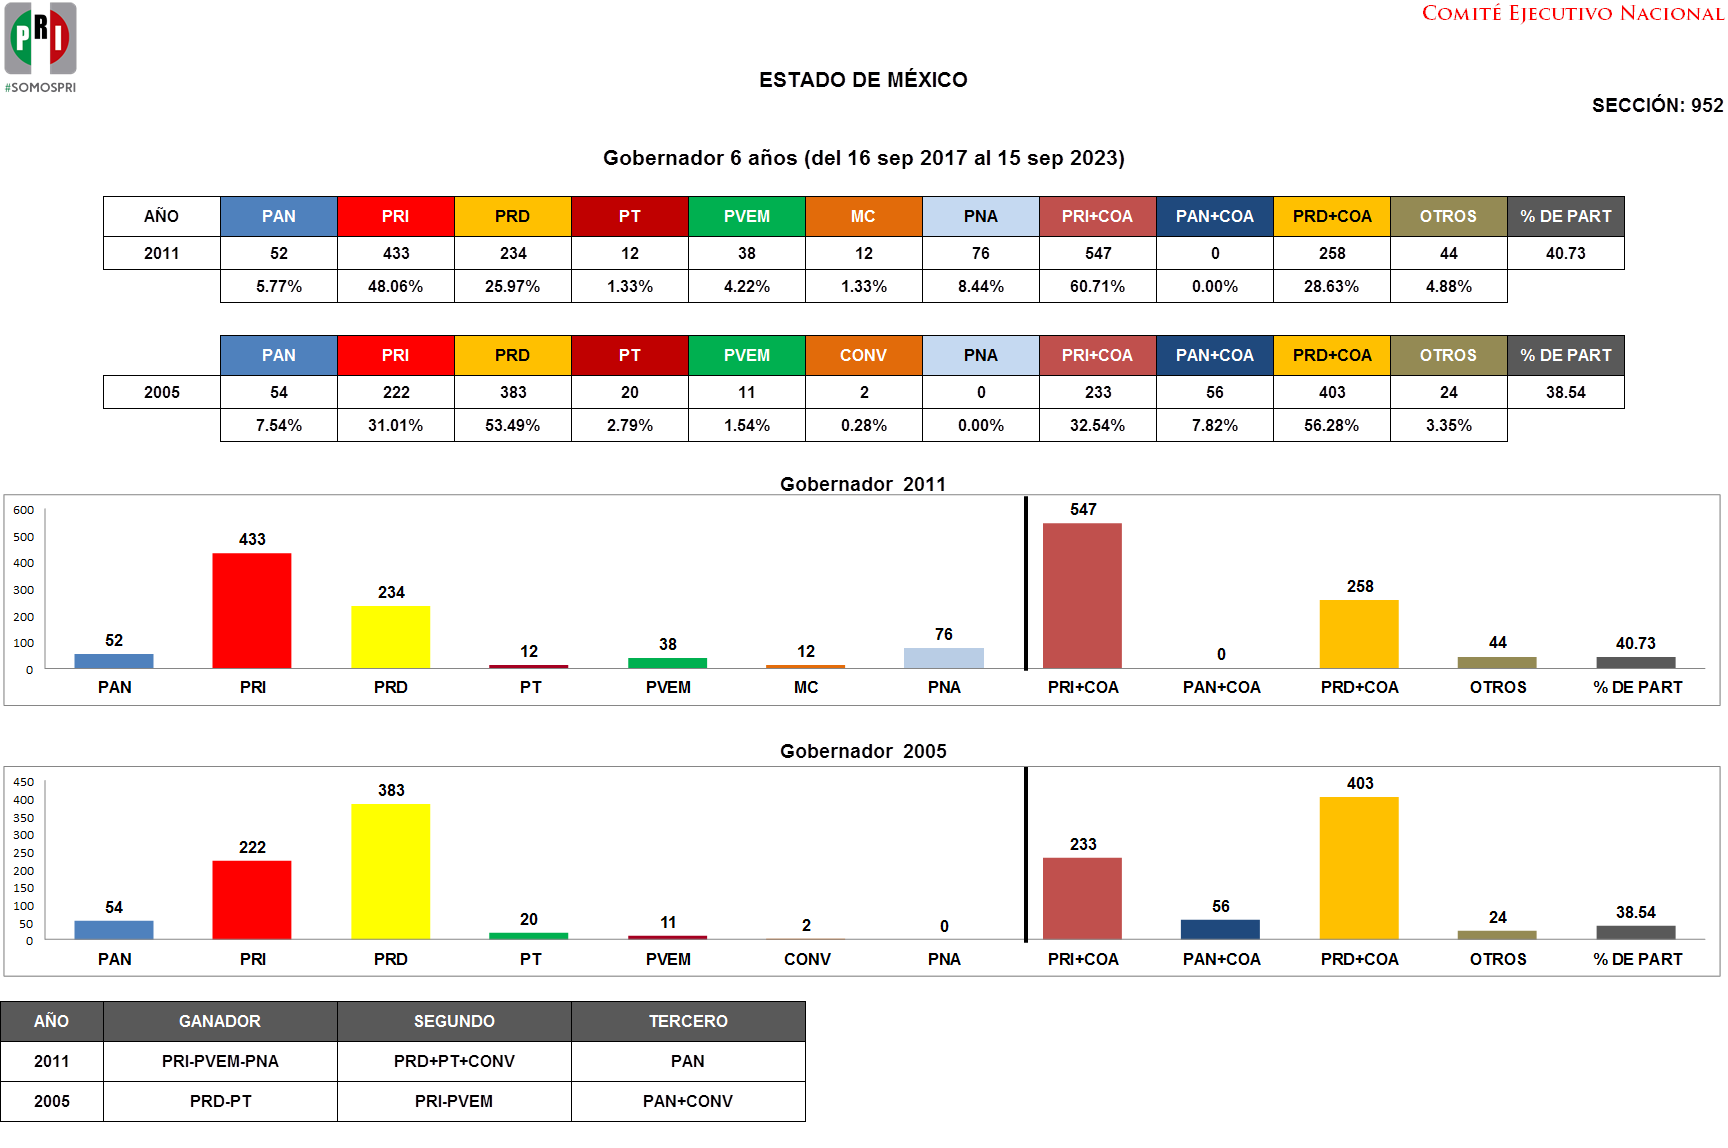 PRI
#SOMOSPRI
COMITÉ EJECUTIVO NACIONAL
ESTADO DE MÉXICO
SECCIÓN: 952
Gobernador 6 años (del 16 sep 2017 al 15 sep 2023)
AÑO PAN PRI PRD PT PVEM MC PNA PRI+COA PAN+COA PRD+COA OTROS % DE PART
2011 52 433 234 12 38 12 76 547 0 258 44 40.73
5.77% 48.06% 25.97% 1.33% 4.22% 1.33% 8.44% 60.71% 0.00% 28.63% 4.88%
PAN PRI PRD PT PVEM CONV PNA PRI+COA PAN+COA PRD+COA OTROS % DE PART
2005 54 222 383 20 11 2 0 233 56 403 24 38.54
7.54% 31.01% 53.49% 2.79% 1.54% 0.28% 0.00% 32.54% 7.82% 56.28% 3.35%
Gobernador 2011
600
500
400
300
200
100
0
52 433 234 12 38 12 76 547 0 258 44 40.73
PAN PRI PRD PT PVEM MC PNA PRI+COA PAN+COA PRD+COA OTROS % DE PART
Gobernador 2005
450
400
350
300
250
200
150
100
50
0
54 222 383 20 11 2 0 233 56 403 24 38.54
PAN PRI PRD PT PVEM CONV PNA PRI+COA PAN+COA PRD+COA OTROS % DE PART
AÑO GANADOR SEGUNDO TERCERO
2011 PRI-PVEM-PNA PRD+PT+CONV PAN
2005 PRD-PT PRI-PVEM PAN+CONV